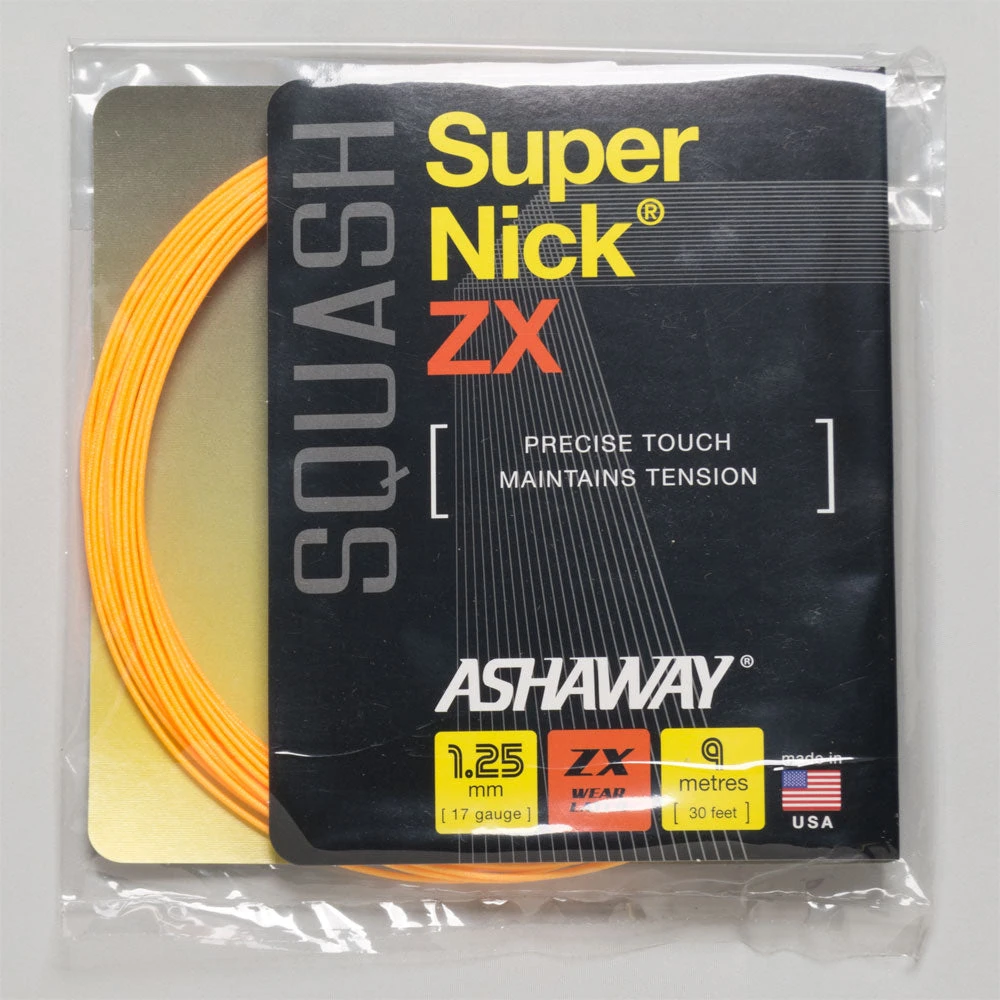 SQUASH
Super
Nick®
ZX
[ PRECISE TOUCH
MAINTAINS TENSION ]
ASHAWAY®
1.25
mm
[ 17 gauge ]
ZX
WEAR
9
metres
[ 30 feet ]
made in
USA